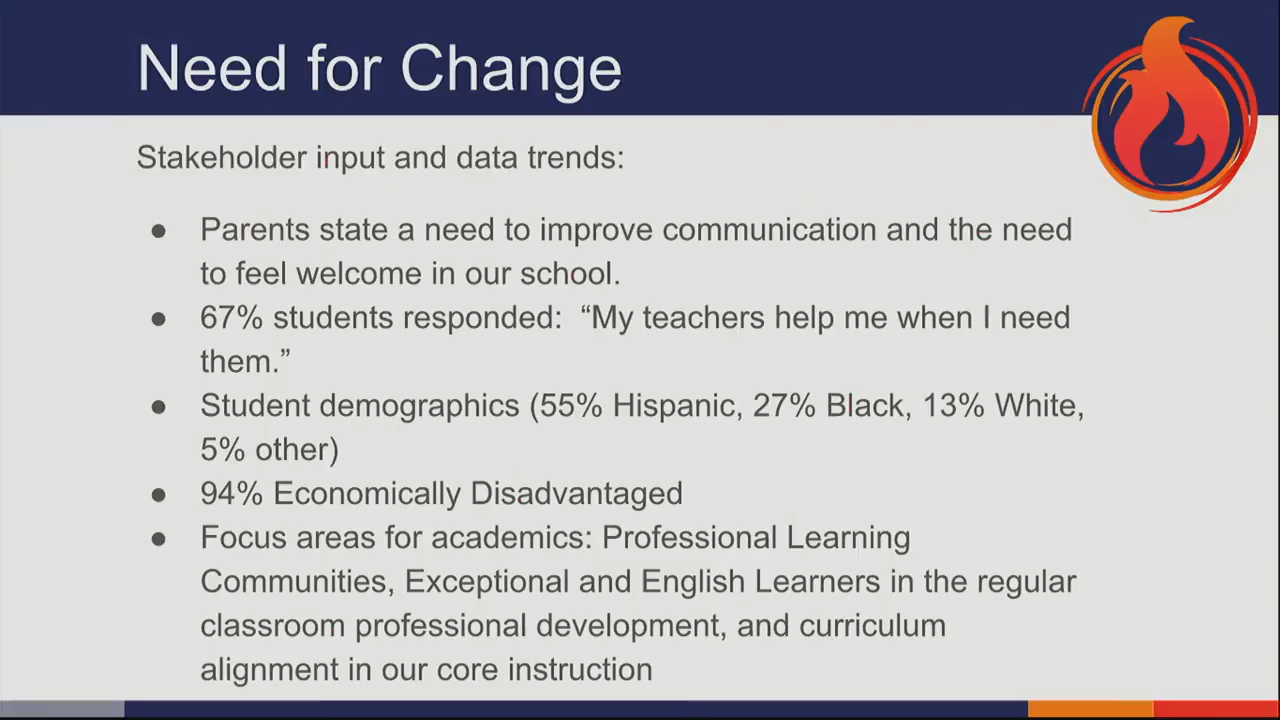 Need for Change
Stakeholder input and data trends:
● Parents state a need to improve communication and the need
to feel welcome in our school.
● 67% students responded:  “My teachers help me when I need
them.”
● Student demographics (55% Hispanic, 27% Black, 13% White,
5% other)
● 94% Economically Disadvantaged
● Focus areas for academics: Professional Learning
Communities, Exceptional and English Learners in the regular
classroom professional development, and curriculum
alignment in our core instruction